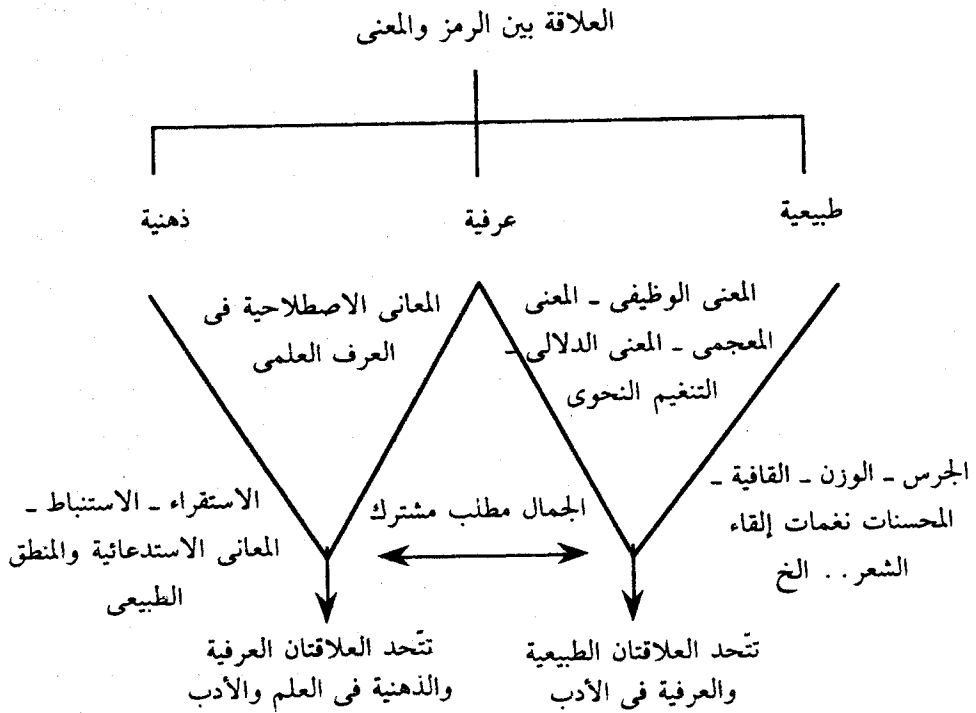 العلاقة بين الرمز والمعنى
طبيعية
عرفية
ذهنية
المعنى الوظيفى ـ المعنى
المعجمى ـ المعنى الدلالى ـ
التنغيم النحوى
المعانى الاصطلاحية فى
العرف العلمى
الجرس ـ الوزن ـ القافية ـ
المحسنات نغمات إلقاء
الشعر . . الخ
الجمال مطلب مشترك
الاستقراء ـ الاستنباط ـ
المعانى الاستدعائية والمنطق
الطبيعى
تتّحد العلاقتان الطبيعية
والعرفية فى الأدب
تتّحد العلاقتان العرفية
والذهنية فى العلم والأدب